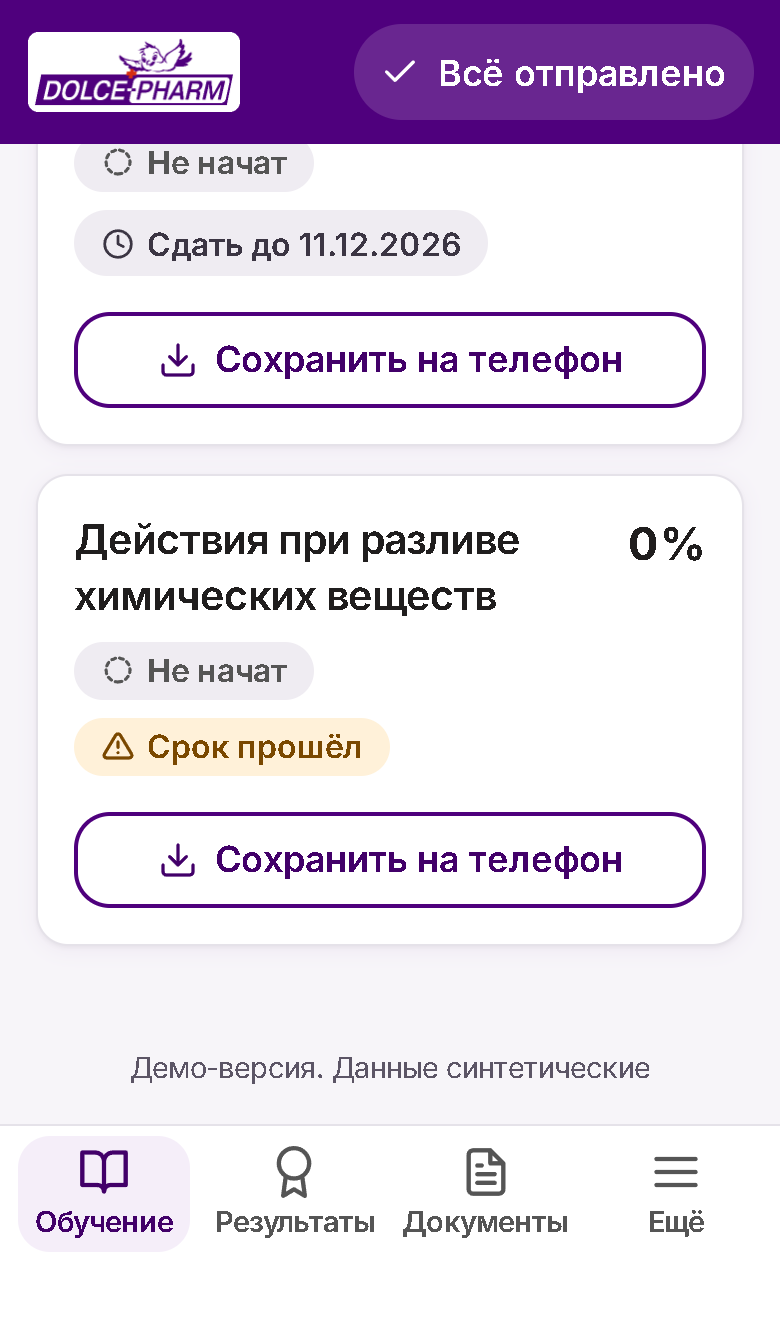 DOLCE-PHARM
Всё отправлено
Не начат
Сдать до 11.12.2026
Сохранить на телефон
Действия при разливе
химических веществ
0%
Не начат
Срок прошёл
Сохранить на телефон
Демо-версия. Данные синтетические
Обучение
Результаты
Документы
Ещё